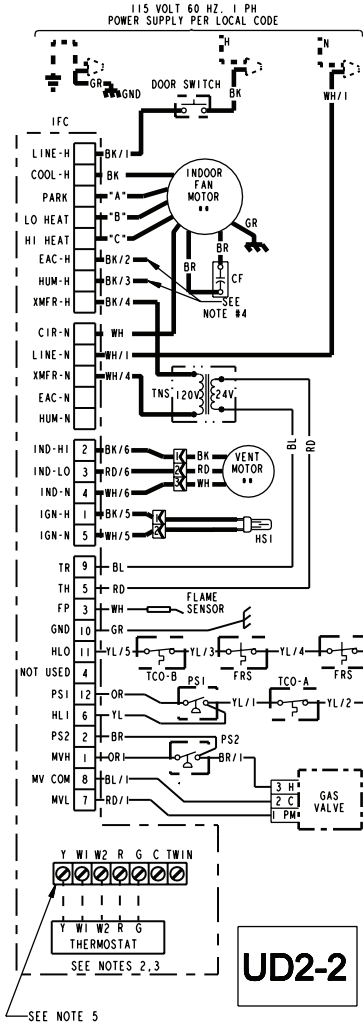 115 VOLT 60 HZ. 1 PH
POWER SUPPLY PER LOCAL CODE
H
N
GR
GND
DOOR SWITCH
BK
WH/1
IFC
LINE-H
BK/1
COOL-H
BK
PARK
"A"
LO HEAT
"B"
HI HEAT
"C"
INDOOR
FAN
MOTOR
GR
EAC-H
BK/2
HUM-H
BK/3
XMFR-H
BK/4
BR
BR
CF
SEE
NOTE #4
CIR-N
WH
LINE-N
WH/1
XMFR-N
WH/4
EAC-N
HUM-N
TNS
120V
24V
BL
RD
IND-HI
2
BK/6
1
BK
IND-LO
3
RD/6
2
RD
IND-N
4
WH/6
3
WH
VENT
MOTOR
IGN-H
1
BK/5
1
IGN-N
5
WH/5
2
HSI
TR
9
BL
TH
5
RD
FP
3
WH
FLAME
SENSOR
GND
10
GR
HLO
11
YL/5
YL/3
YL/4
NOT USED
4
TCO-B
FRS
FRS
PS1
12
OR
PS1
YL/1
TCO-A
YL/2
HLI
6
YL
PS2
2
BR
PS2
MVH
1
OR1
BR/1
MV COM
8
BL/1
MVL
7
RD/1
3 H
2 C
1 PM
GAS
VALVE
Y W1 W2 R G C TWIN
Y W1 W2 R G
THERMOSTAT
SEE NOTES 2,3
UD2-2
SEE NOTE 5